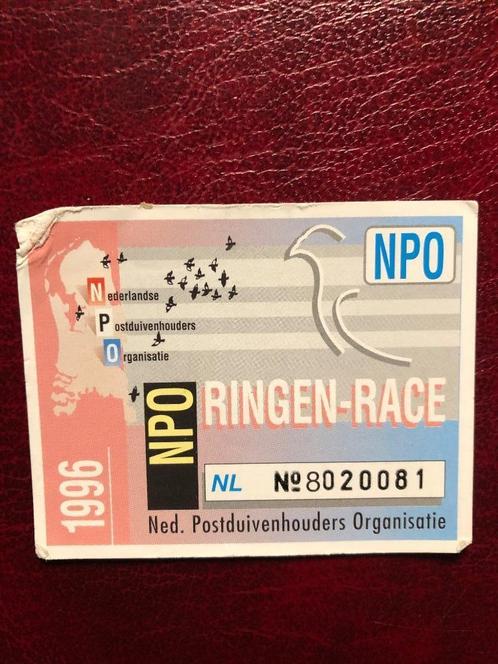 NPO
Nederlandse
Postduivenhouders
Organisatie
NPO RINGEN-RACE
1996
NL Nº8020081
Ned. Postduivenhouders Organisatie